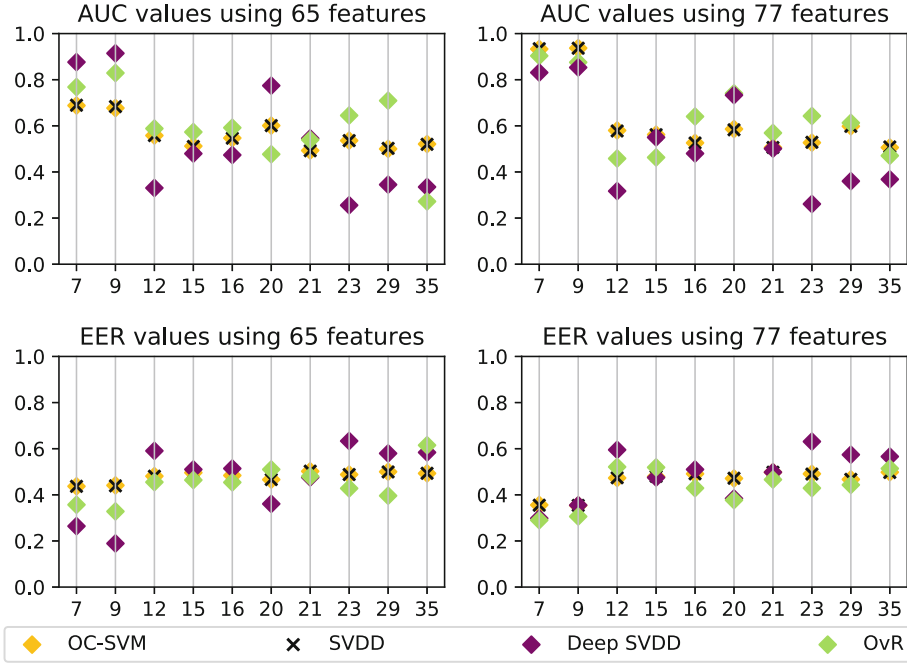 AUC values using 65 features
1.0
0.8
0.6
0.4
0.2
0.0
7 9 12 15 16 20 21 23 29 35
AUC values using 77 features
1.0
0.8
0.6
0.4
0.2
0.0
7 9 12 15 16 20 21 23 29 35
EER values using 65 features
1.0
0.8
0.6
0.4
0.2
0.0
7 9 12 15 16 20 21 23 29 35
EER values using 77 features
1.0
0.8
0.6
0.4
0.2
0.0
7 9 12 15 16 20 21 23 29 35
OC-SVM SVDD Deep SVDD OvR